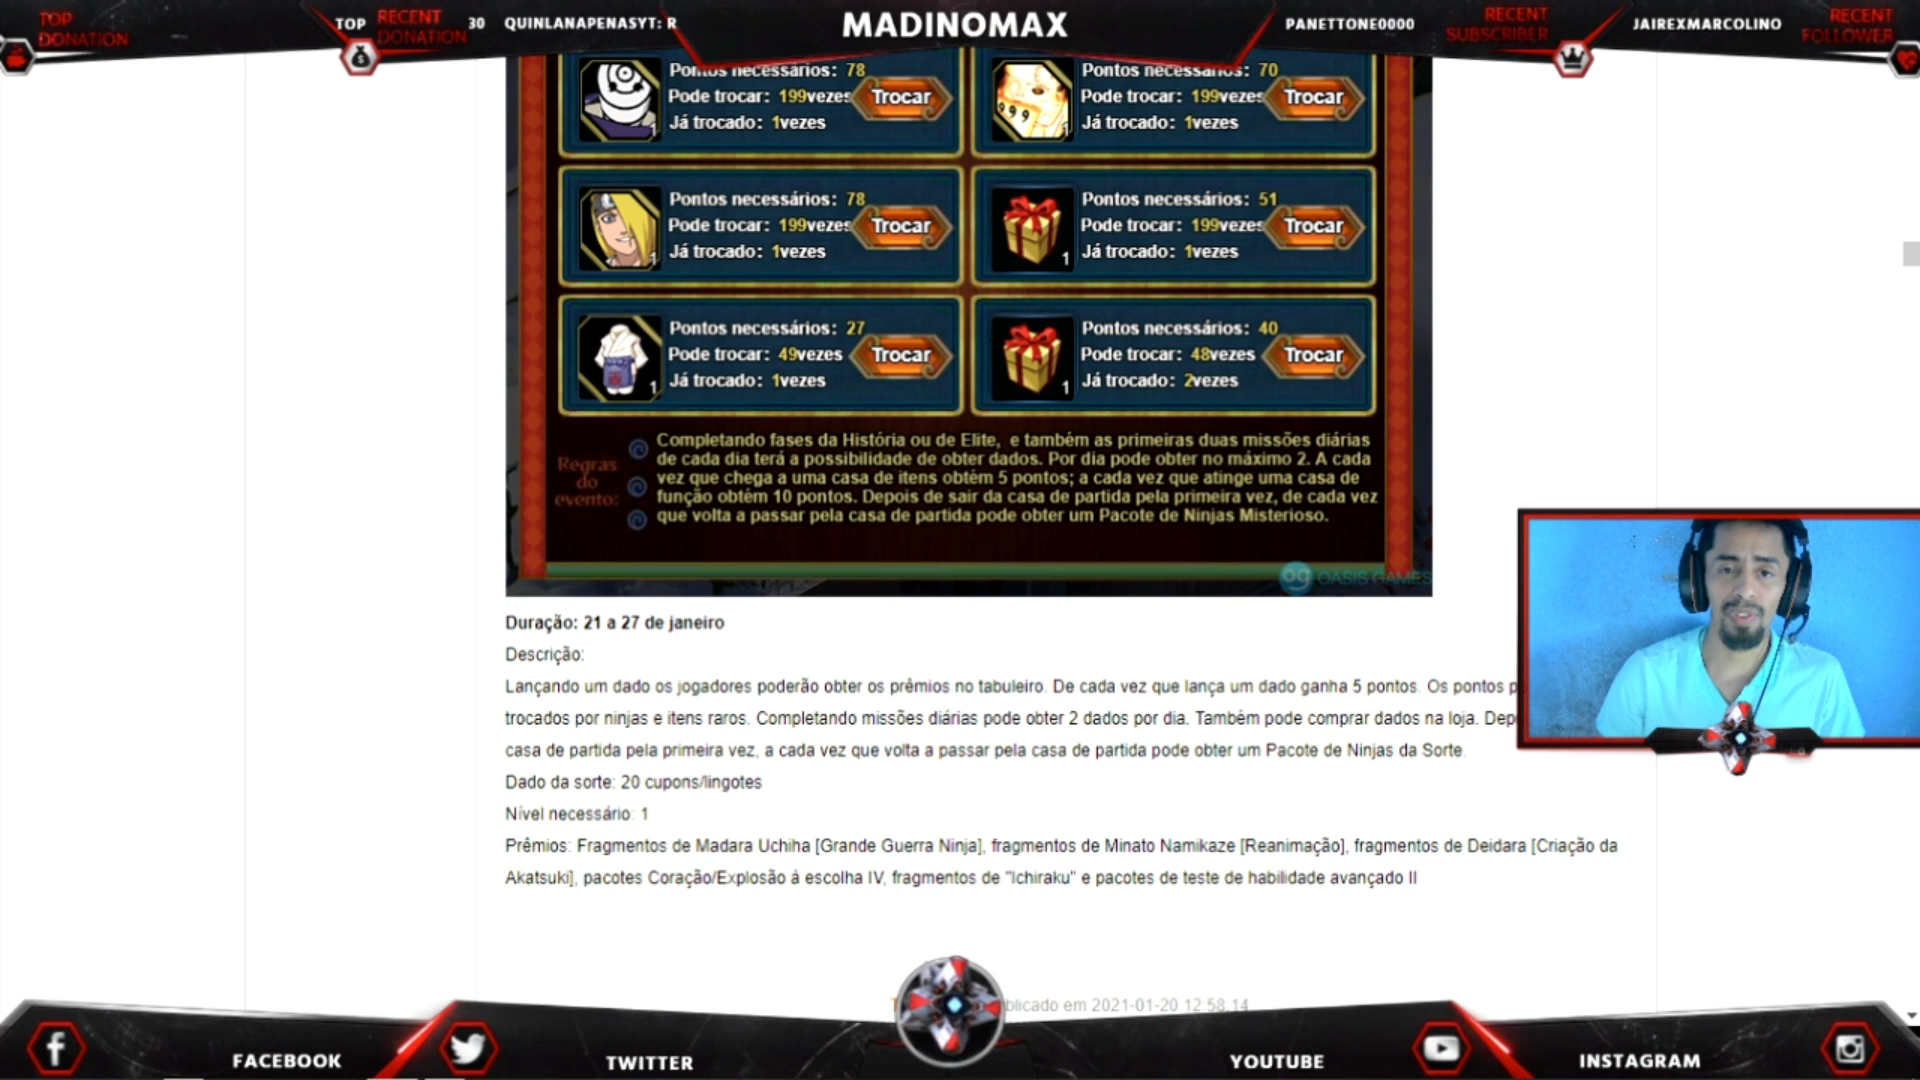 TOP DONATION
TOP
RECENT DONATION
30 QUINLANAPENASYT: R
MADINOMAX
PANETTONE0000
RECENT SUBSCRIBER
JAIREXMARCOLINO
RECENT FOLLOWER
Pontos necessários: 78
Pode trocar: 199vezes
Já trocado: 1vezes
Trocar
1
Pontos necessários: 70
Pode trocar: 199vezes
Já trocado: 1vezes
Trocar
999
1
Pontos necessários: 78
Pode trocar: 199vezes
Já trocado: 1vezes
Trocar
1
Pontos necessários: 51
Pode trocar: 199vezes
Já trocado: 1vezes
Trocar
1
Pontos necessários: 27
Pode trocar: 49vezes
Já trocado: 1vezes
Trocar
1
Pontos necessários: 40
Pode trocar: 48vezes
Já trocado: 2vezes
Trocar
1
Regras do evento:
Completando fases da História ou de Elite, e também as primeiras duas missões diárias
de cada dia terá a possibilidade de obter dados. Por dia pode obter no máximo 2. A cada
vez que chega a uma casa de itens obtém 5 pontos; a cada vez que atinge uma casa de
função obtém 10 pontos. Depois de sair da casa de partida pela primeira vez, de cada vez
que volta a passar pela casa de partida pode obter um Pacote de Ninjas Misterioso.
og OASIS GAMES
Duração: 21 a 27 de janeiro
Descrição:
Lançando um dado os jogadores poderão obter os prêmios no tabuleiro. De cada vez que lança um dado ganha 5 pontos. Os pontos p
trocados por ninjas e itens raros. Completando missões diárias pode obter 2 dados por dia. Também pode comprar dados na loja. Dep
casa de partida pela primeira vez, a cada vez que volta a passar pela casa de partida pode obter um Pacote de Ninjas da Sorte.
Dado da sorte: 20 cupons/lingotes
Nível necessário: 1
Prêmios: Fragmentos de Madara Uchiha [Grande Guerra Ninja], fragmentos de Minato Namikaze [Reanimação], fragmentos de Deidara [Criação da
Akatsuki], pacotes Coração/Explosão à escolha IV, fragmentos de "Ichiraku" e pacotes de teste de habilidade avançado II
blicado em 2021-01-20 12:58:14
FACEBOOK
TWITTER
YOUTUBE
INSTAGRAM